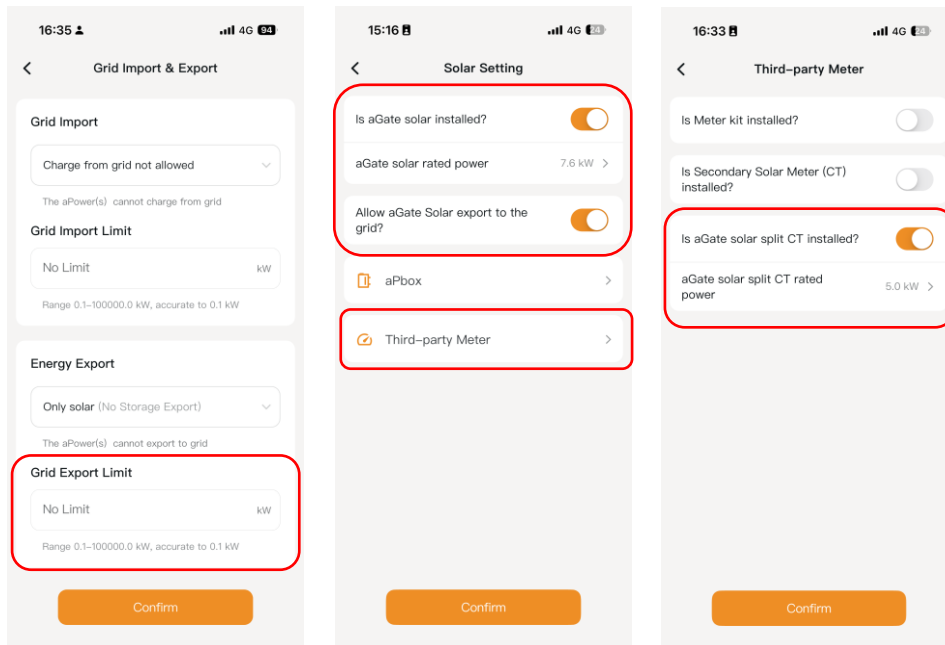 16:35
4G 94
Grid Import & Export
Grid Import
Charge from grid not allowed
The aPower(s) cannot charge from grid
Grid Import Limit
No Limit kW
Range 0.1–100000.0 kW, accurate to 0.1 kW
Energy Export
Only solar (No Storage Export)
The aPower(s) cannot export to grid
Grid Export Limit
No Limit kW
Range 0.1–100000.0 kW, accurate to 0.1 kW
Confirm
15:16
4G 24
Solar Setting
Is aGate solar installed?
aGate solar rated power 7.6 kW
Allow aGate Solar export to the
grid?
aPbox
Third–party Meter
Confirm
16:33
4G 24
Third–party Meter
Is Meter kit installed?
Is Secondary Solar Meter (CT)
installed?
Is aGate solar split CT installed?
aGate solar split CT rated
power 5.0 kW
Confirm